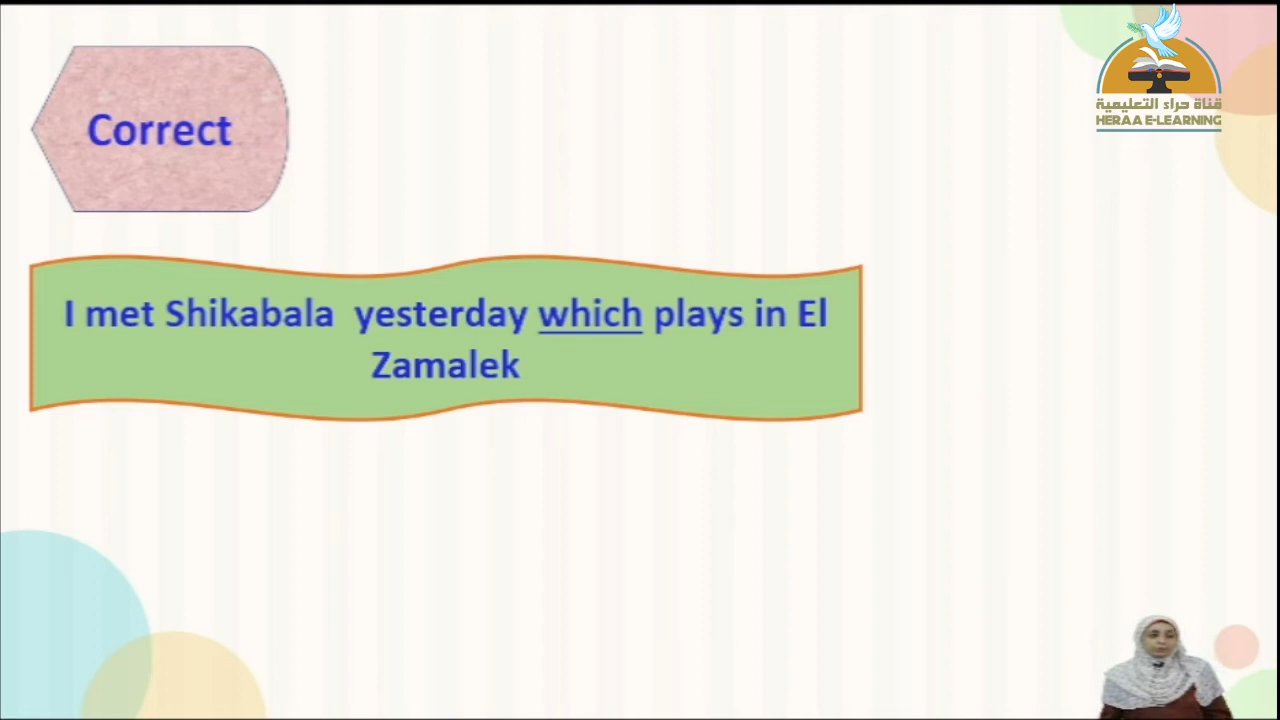 قناة حراء التعليمية
HERAA E-LEARNING
Correct
I met Shikabala yesterday which plays in El
Zamalek